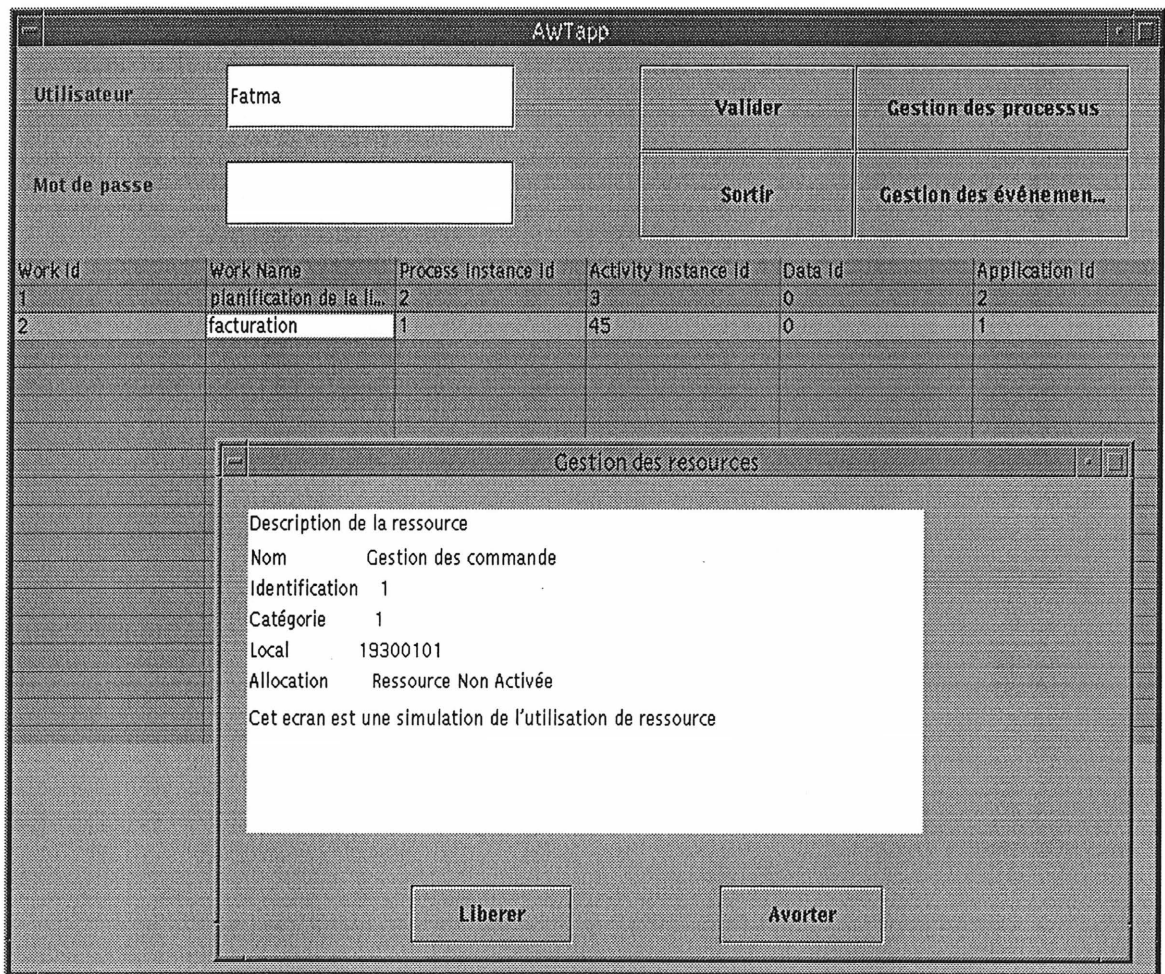 AWTapp
Utilisateur Fatma Valider Gestion des processus
Mot de passe Sortir Gestion des événemen...
Work Id Work Name Process Instance Id Activity Instance Id Data Id Application Id
1 planification de la li... 2 3 0 2
2 facturation 1 45 0 1
Gestion des resources
Description de la ressource
Nom Gestion des commande
Identification 1
Catégorie 1
Local 19300101
Allocation Ressource Non Activée
Cet ecran est une simulation de l'utilisation de ressource
Liberer Avorter